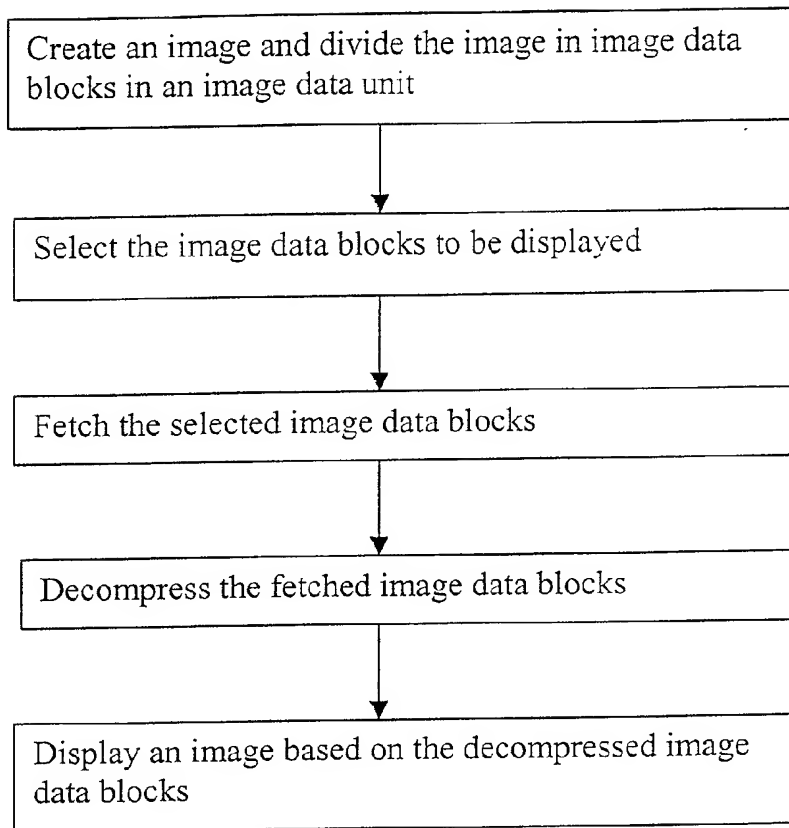 Create an image and divide the image in image data
blocks in an image data unit
Select the image data blocks to be displayed
Fetch the selected image data blocks
Decompress the fetched image data blocks
Display an image based on the decompressed image
data blocks